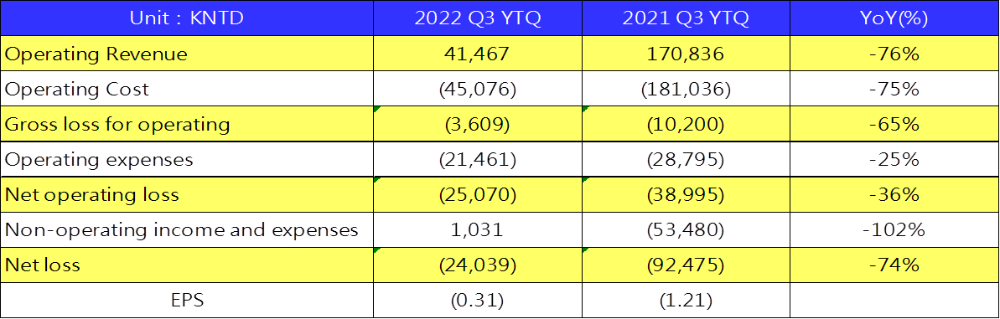 Unit：KNTD 2022 Q3 YTQ 2021 Q3 YTQ YoY(%)
Operating Revenue 41,467 170,836 -76%
Operating Cost (45,076) (181,036) -75%
Gross loss for operating (3,609) (10,200) -65%
Operating expenses (21,461) (28,795) -25%
Net operating loss (25,070) (38,995) -36%
Non-operating income and expenses 1,031 (53,480) -102%
Net loss (24,039) (92,475) -74%
EPS (0.31) (1.21)